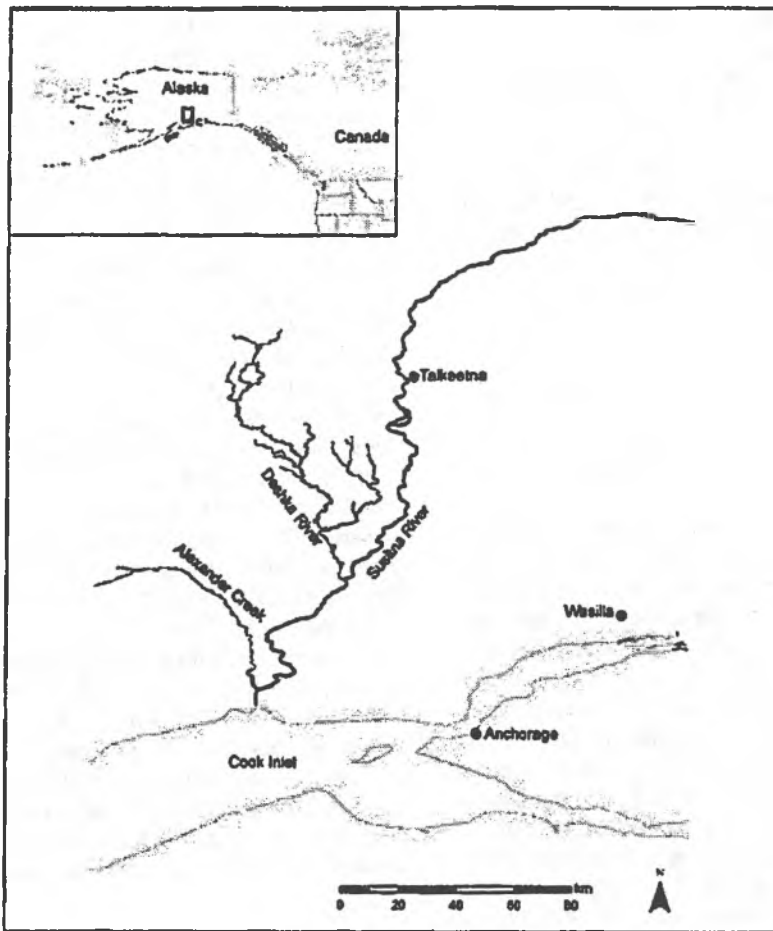 Alaska
Canada
Talkeetna
Deshka River
Susitna River
Alexander Creek
Wasilla
Anchorage
Cook Inlet
km
0 20 40 60 80
N